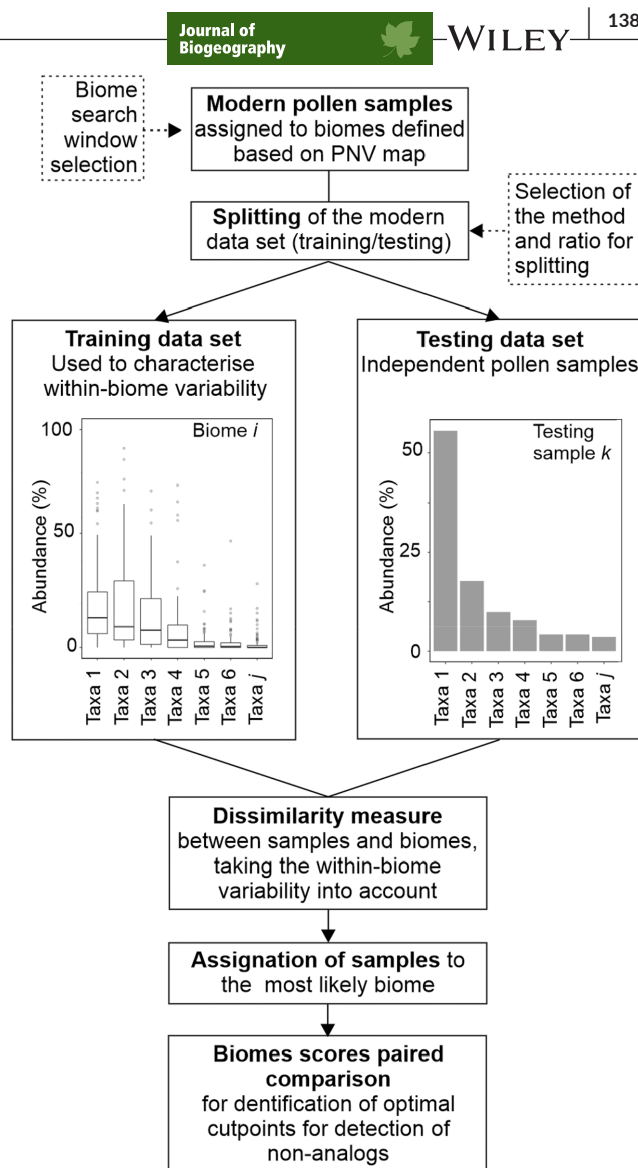 Journal of
Biogeography
WILEY
138
Biome
search
window
selection
Modern pollen samples
assigned to biomes defined
based on PNV map
Splitting of the modern
data set (training/testing)
Selection of
the method
and ratio for
splitting
Training data set
Used to characterise
within-biome variability
Biome i
100
50
0
Abundance (%)
Taxa 1
Taxa 2
Taxa 3
Taxa 4
Taxa 5
Taxa 6
Taxa j
Testing data set
Independent pollen samples
Testing
sample k
50
25
0
Abundance (%)
Taxa 1
Taxa 2
Taxa 3
Taxa 4
Taxa 5
Taxa 6
Taxa j
Dissimilarity measure
between samples and biomes,
taking the within-biome
variability into account
Assignation of samples to
the most likely biome
Biomes scores paired
comparison
for dentification of optimal
cutpoints for detection of
non-analogs